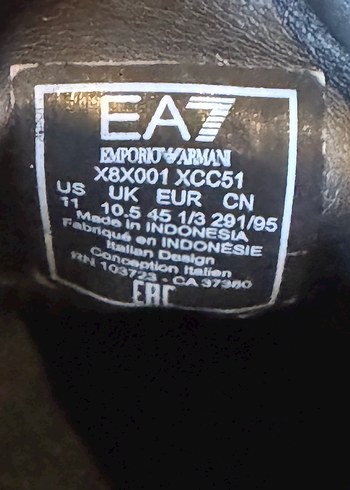 EA7
EMPORIO ARMANI
X8X001 XCC51
US UK EUR CN
11 10.5 45 1/3 291/95
Made in INDONESIA
Fabriqué en INDONÉSIE
Italian Design
Conception Italien
RN 103723 - CA 37360
EAC